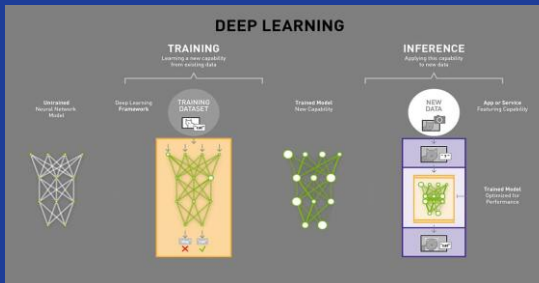 DEEP LEARNING
TRAINING
Learning a new capability
from existing data
INFERENCE
Applying this capability
to new data
Untrained
Neural Network
Model
Deep Learning
Framework
TRAINING
DATASET
Trained Model
New Capability
NEW
DATA
App or Service
Featuring Capability
Trained Model
Optimized for
Performance